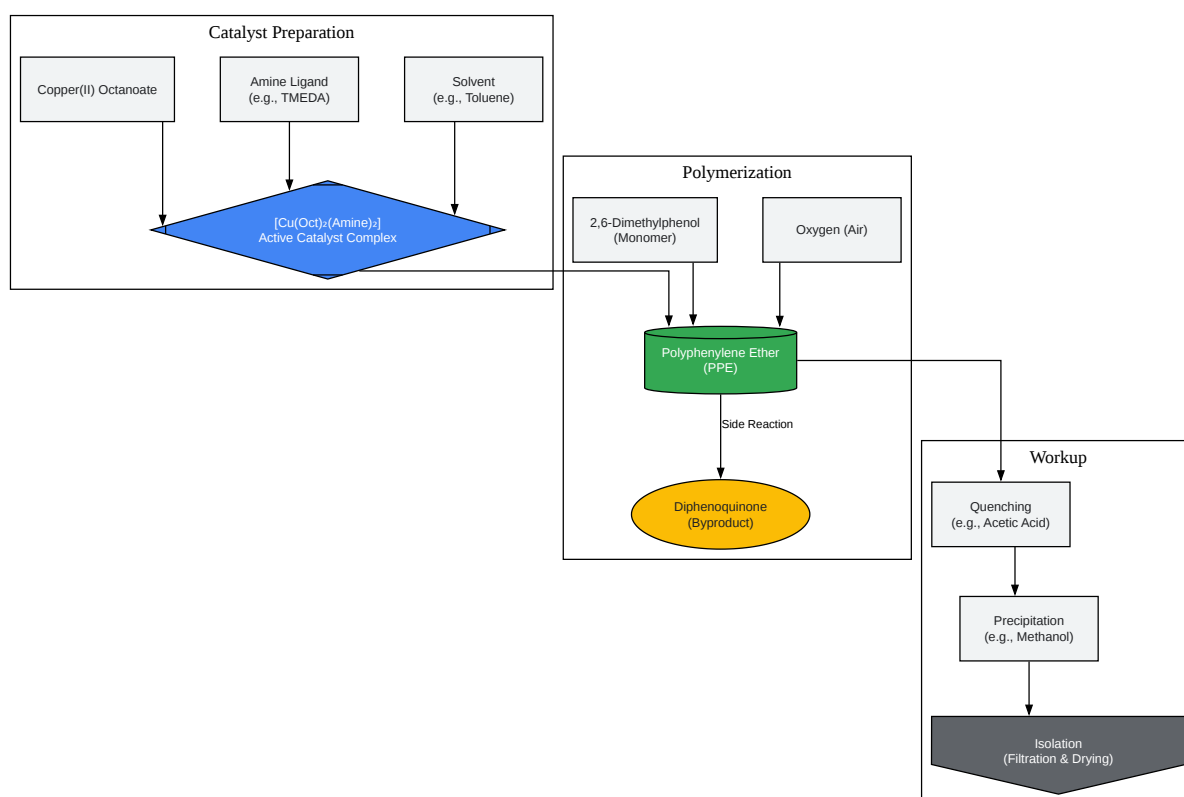 Catalyst Preparation
Copper(II) Octanoate
Amine Ligand
(e.g., TMEDA)
Solvent
(e.g., Toluene)
[Cu(Oct)₂(Amine)₂]
Active Catalyst Complex
Polymerization
2,6-Dimethylphenol
(Monomer)
Oxygen (Air)
Polyphenylene Ether
(PPE)
Side Reaction
Diphenoquinone
(Byproduct)
Workup
Quenching
(e.g., Acetic Acid)
Precipitation
(e.g., Methanol)
Isolation
(Filtration & Drying)